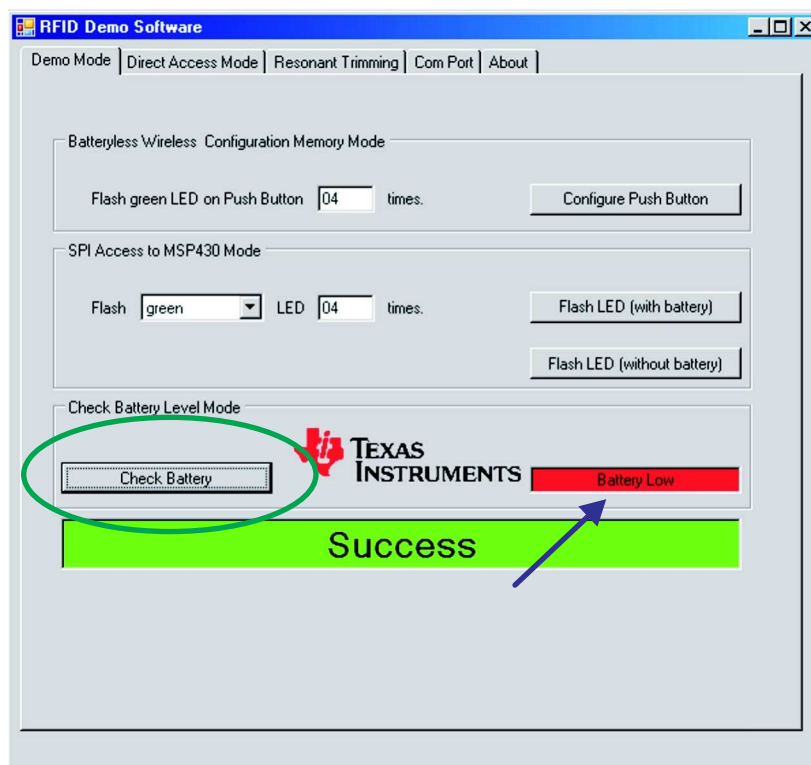 RFID Demo Software
Demo Mode Direct Access Mode Resonant Trimming Com Port About
Batteryless Wireless Configuration Memory Mode
Flash green LED on Push Button 04 times. Configure Push Button
SPI Access to MSP430 Mode
Flash green LED 04 times. Flash LED (with battery)
Flash LED (without battery)
Check Battery Level Mode
TEXAS
INSTRUMENTS
Check Battery Battery Low
Success